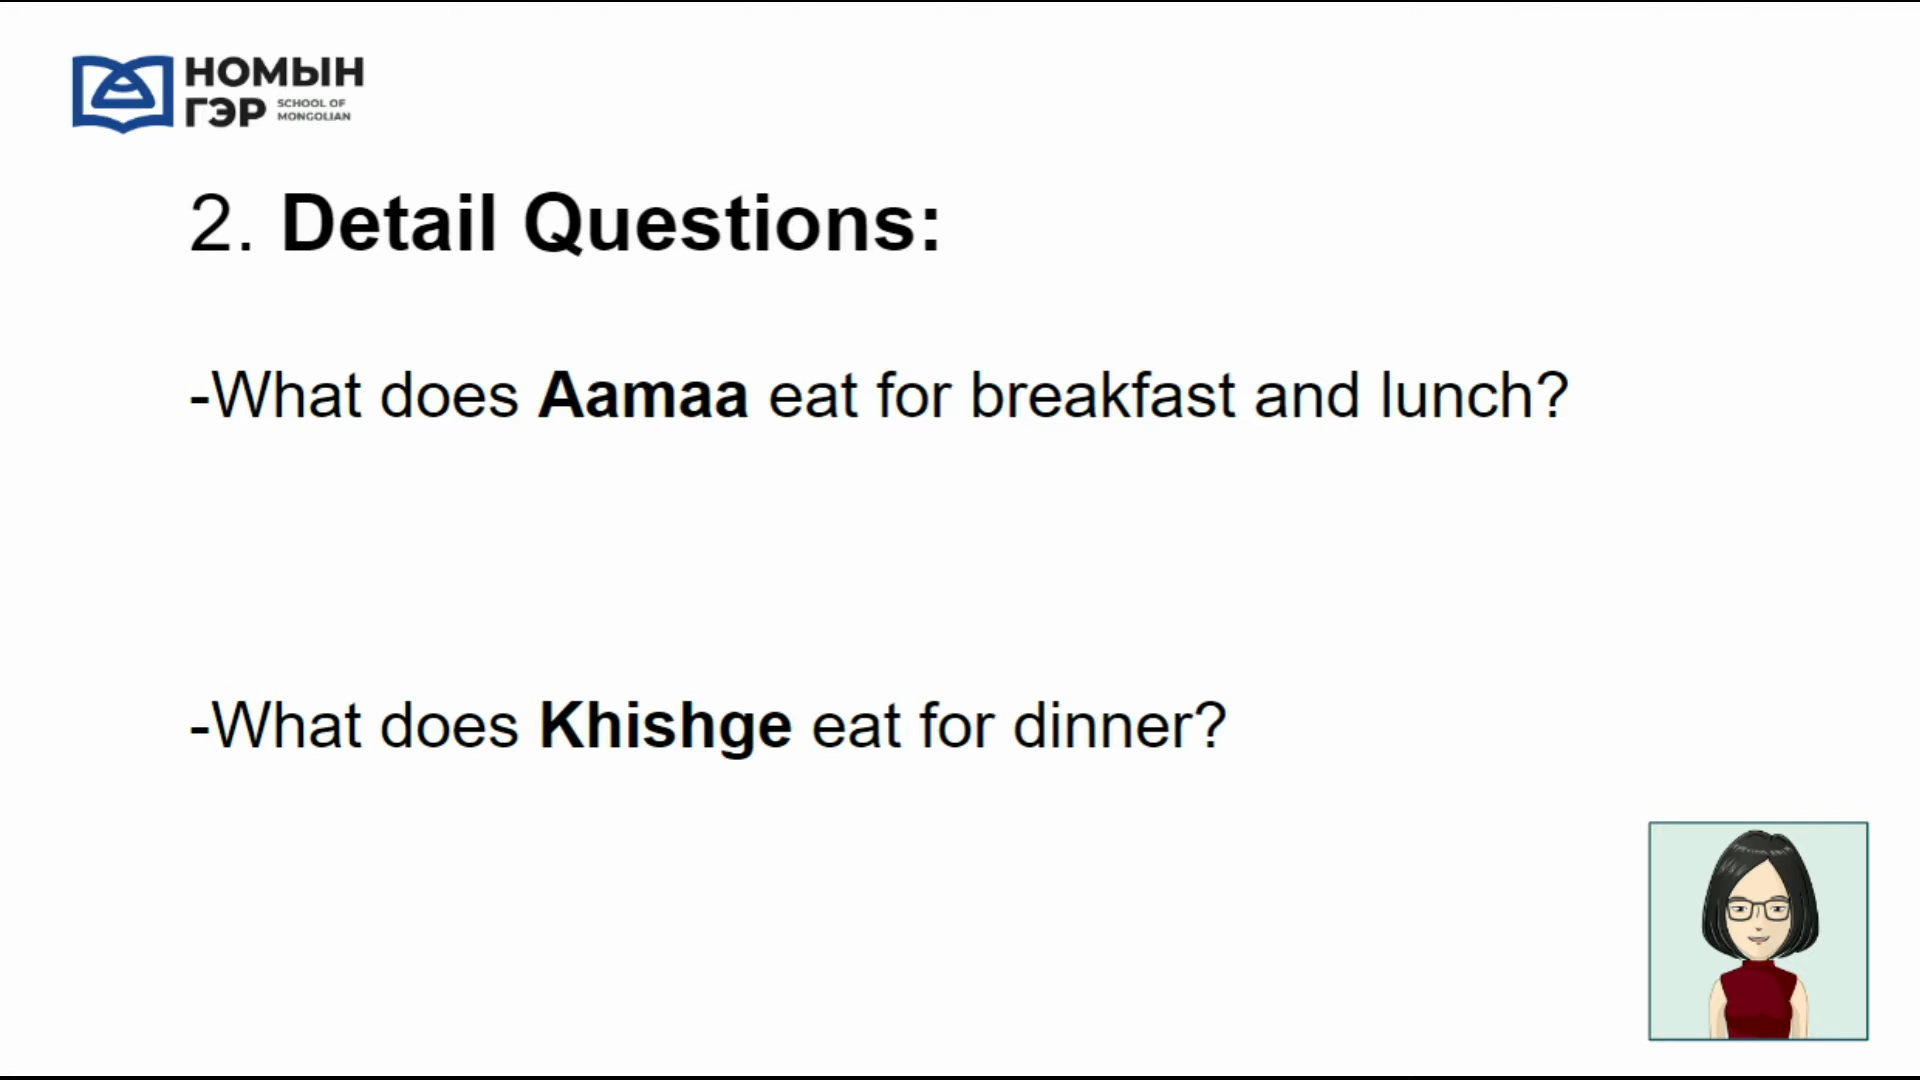 НОМЫН
ГЭР SCHOOL OF
MONGOLIAN
2. Detail Questions:
-What does Aamaa eat for breakfast and lunch?
-What does Khishge eat for dinner?